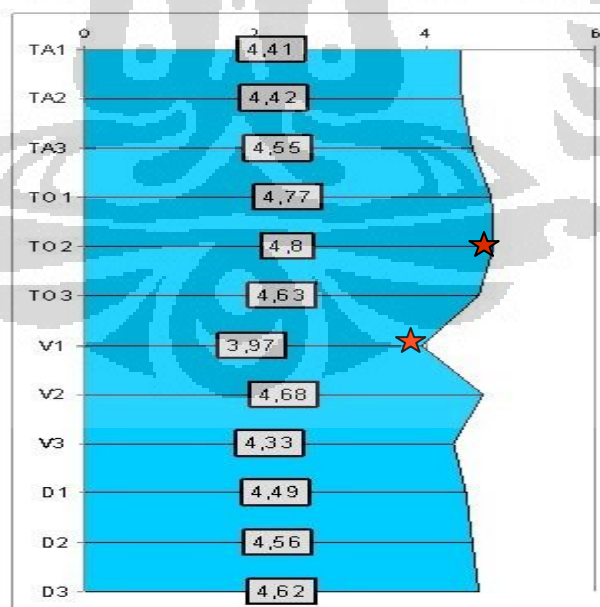 0 2 4 6
TA1 4,41
TA2 4,42
TA3 4,55
TO1 4,77
TO2 4,8
TO3 4,63
V1 3,97
V2 4,68
V3 4,33
D1 4,49
D2 4,56
D3 4,62